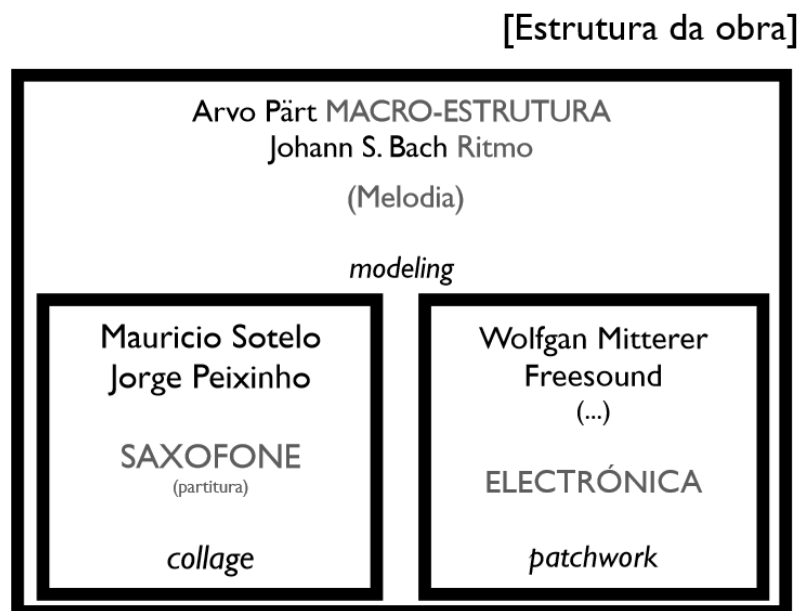 [Estrutura da obra]
Arvo Pärt MACRO-ESTRUTURA
Johann S. Bach Ritmo
(Melodia)
modeling
Mauricio Sotelo
Jorge Peixinho
SAXOFONE
(partitura)
collage
Wolfgan Mitterer
Freesound
(...)
ELECTRÓNICA
patchwork